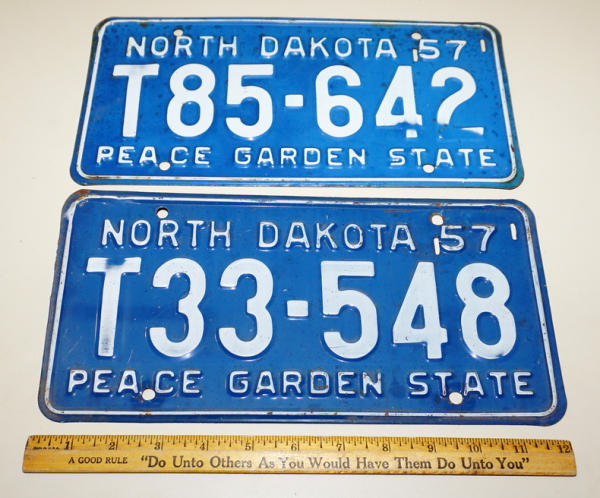 NORTH DAKOTA 57
T85-642
PEACE GARDEN STATE
NORTH DAKOTA 57
T33-548
PEACE GARDEN STATE
1 2 3 4 5 6 7 8 9 10 11 12
A GOOD RULE "Do Unto Others As You Would Have Them Do Unto You"